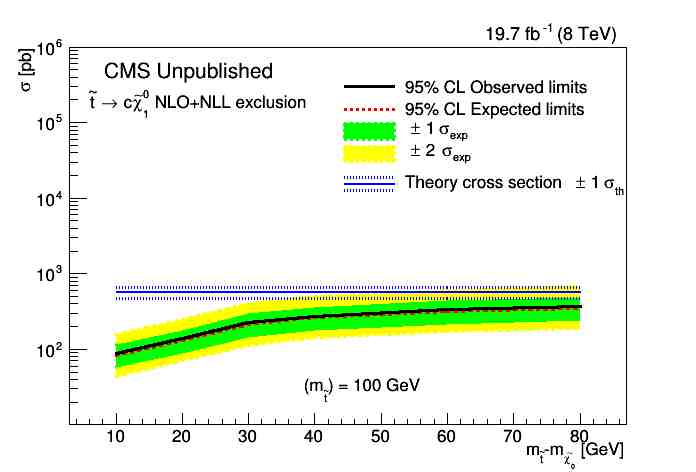 19.7 fb⁻¹ (8 TeV)
σ [pb]
10⁶
10⁵
10⁴
10³
10²
CMS Unpublished
t̃ → cχ̃⁰₁ NLO+NLL exclusion
95% CL Observed limits
95% CL Expected limits
± 1 σexp
± 2 σexp
Theory cross section ± 1 σth
(mt̃) = 100 GeV
10 20 30 40 50 60 70 80
mt̃-mχ̃₀ [GeV]